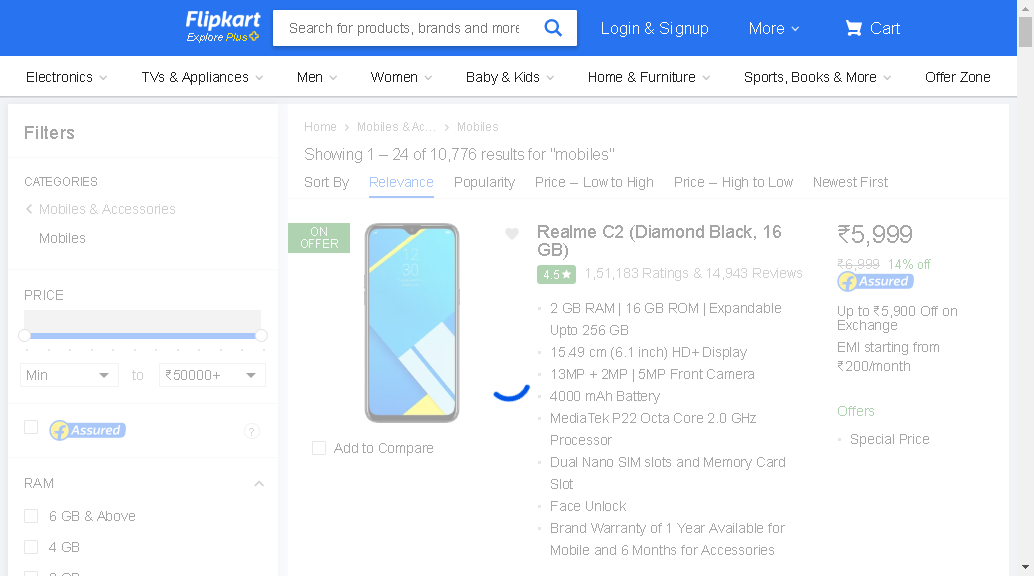 Flipkart
Explore Plus
Search for products, brands and more
Login & Signup
More
Cart
Electronics
TVs & Appliances
Men
Women
Baby & Kids
Home & Furniture
Sports, Books & More
Offer Zone
Filters
CATEGORIES
Mobiles & Accessories
Mobiles
PRICE
Min
to
₹50000+
Assured
?
RAM
6 GB & Above
4 GB
Home
Mobiles & Ac...
Mobiles
Showing 1 – 24 of 10,776 results for "mobiles"
Sort By
Relevance
Popularity
Price -- Low to High
Price -- High to Low
Newest First
ON
OFFER
12
30
Add to Compare
Realme C2 (Diamond Black, 16
GB)
4.5★
1,51,183 Ratings & 14,943 Reviews
2 GB RAM | 16 GB ROM | Expandable
Upto 256 GB
15.49 cm (6.1 inch) HD+ Display
13MP + 2MP | 5MP Front Camera
4000 mAh Battery
MediaTek P22 Octa Core 2.0 GHz
Processor
Dual Nano SIM slots and Memory Card
Slot
Face Unlock
Brand Warranty of 1 Year Available for
Mobile and 6 Months for Accessories
₹5,999
₹6,999 14% off
Assured
Up to ₹5,900 Off on
Exchange
EMI starting from
₹200/month
Offers
Special Price